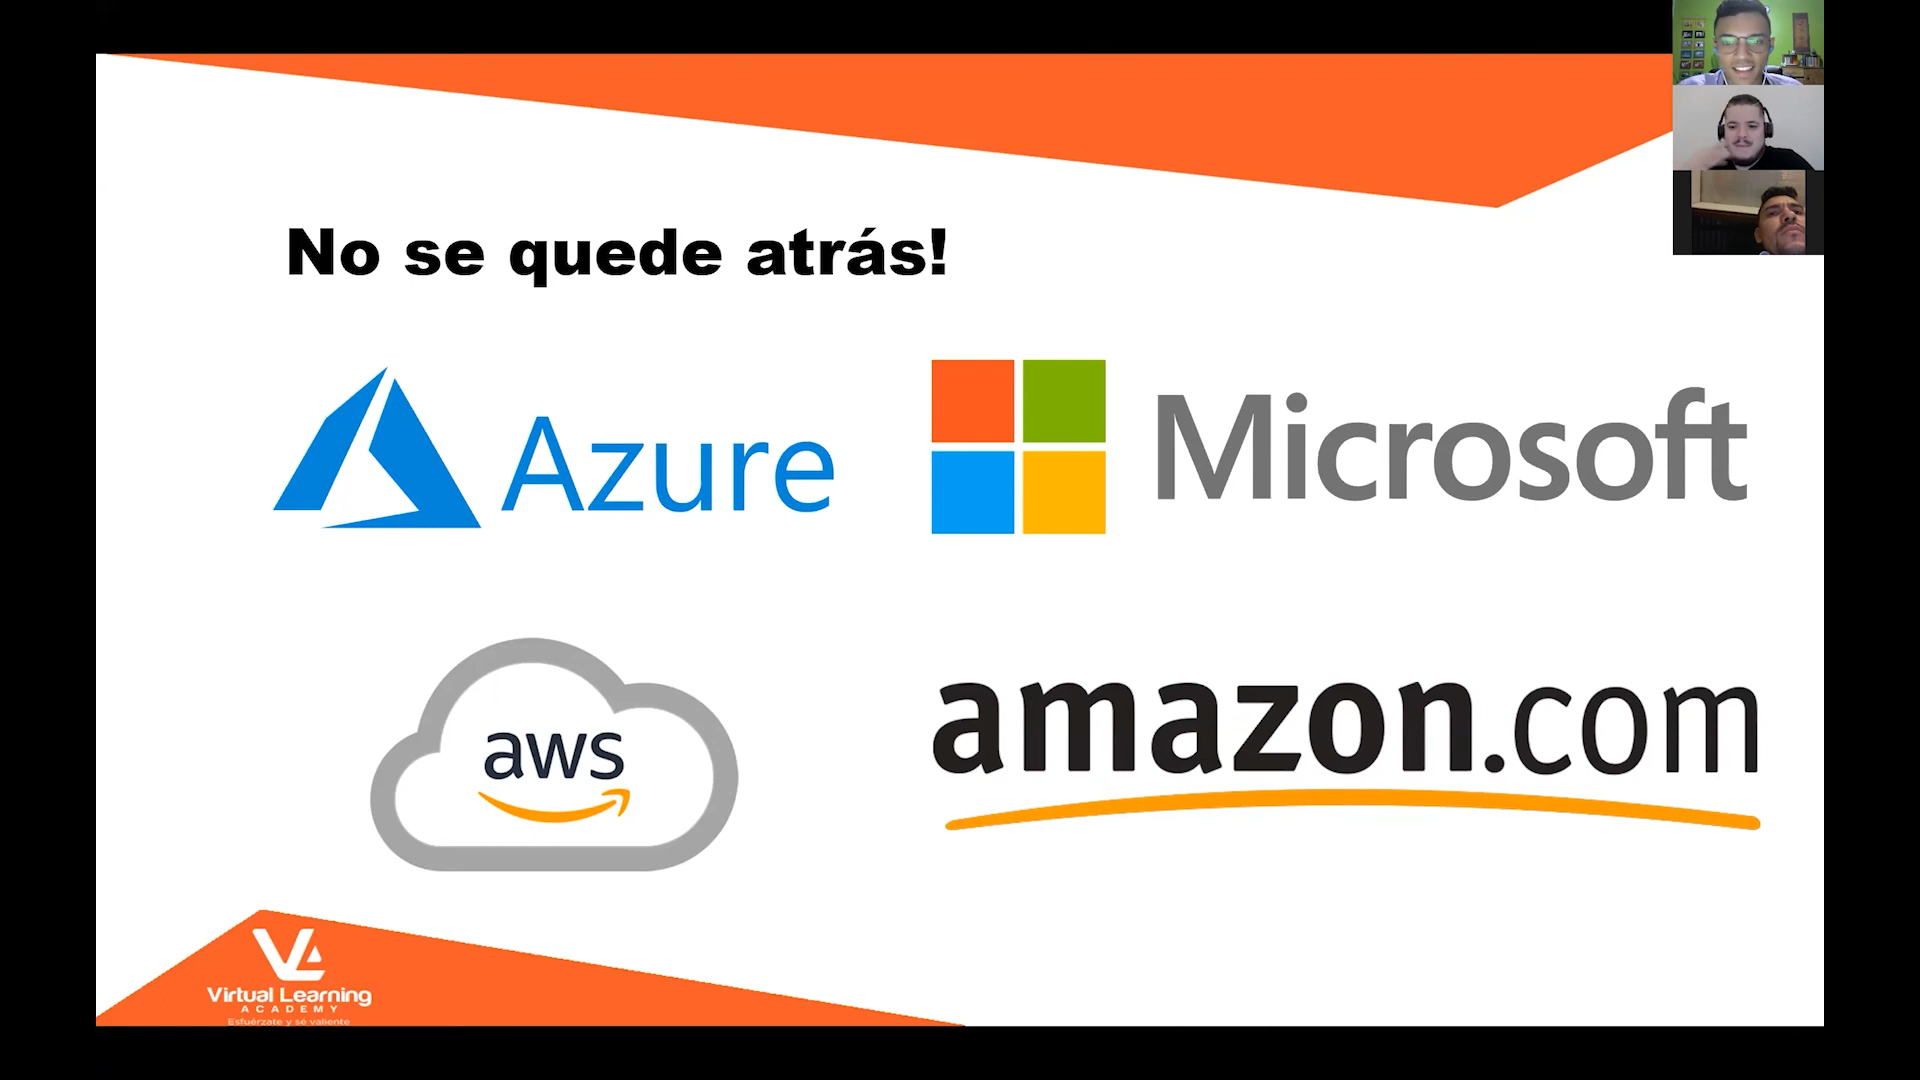 No se quede atrás!
Azure
Microsoft
aws
amazon.com
Virtual Learning
ACADEMY
Esfuérzate y sé valiente